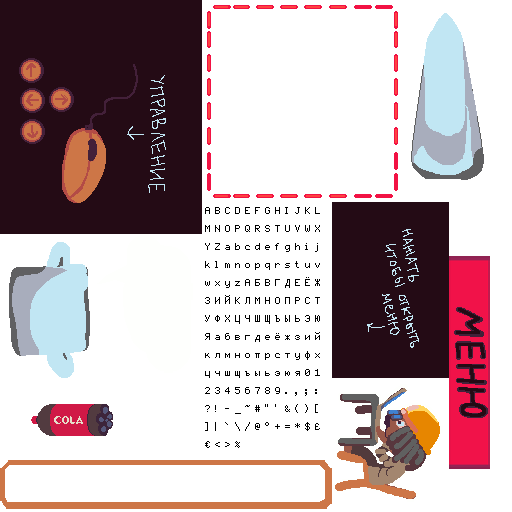 УПРАВЛЕНИЕ
ABCDEFGHIJKL
MNOPQRSTUVWX
YZabcdefghij
klmnopqrstuv
wxyzАБВГДЕЁЖ
ЗИЙКЛМНОПРСТ
УФХЦЧШЩЪЫЬЭЮ
Яабвгдеёжзий
клмнопрстуфх
цчшщъыьэюя01
23456789.,;:
?!-_~#"'&()[
]|`\/@°+=*$£
€<>%
НАЖАТЬ
ЧТОБЫ ОТКРЫТЬ
МЕНЮ
МЕНЮ
COLA